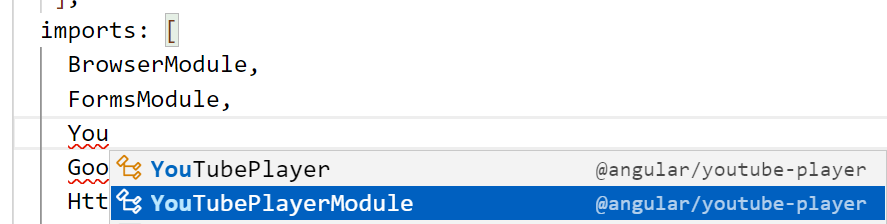 ],
imports: [
BrowserModule,
FormsModule,
You
YouTubePlayer @angular/youtube-player
Goo
YouTubePlayerModule @angular/youtube-player
Htt